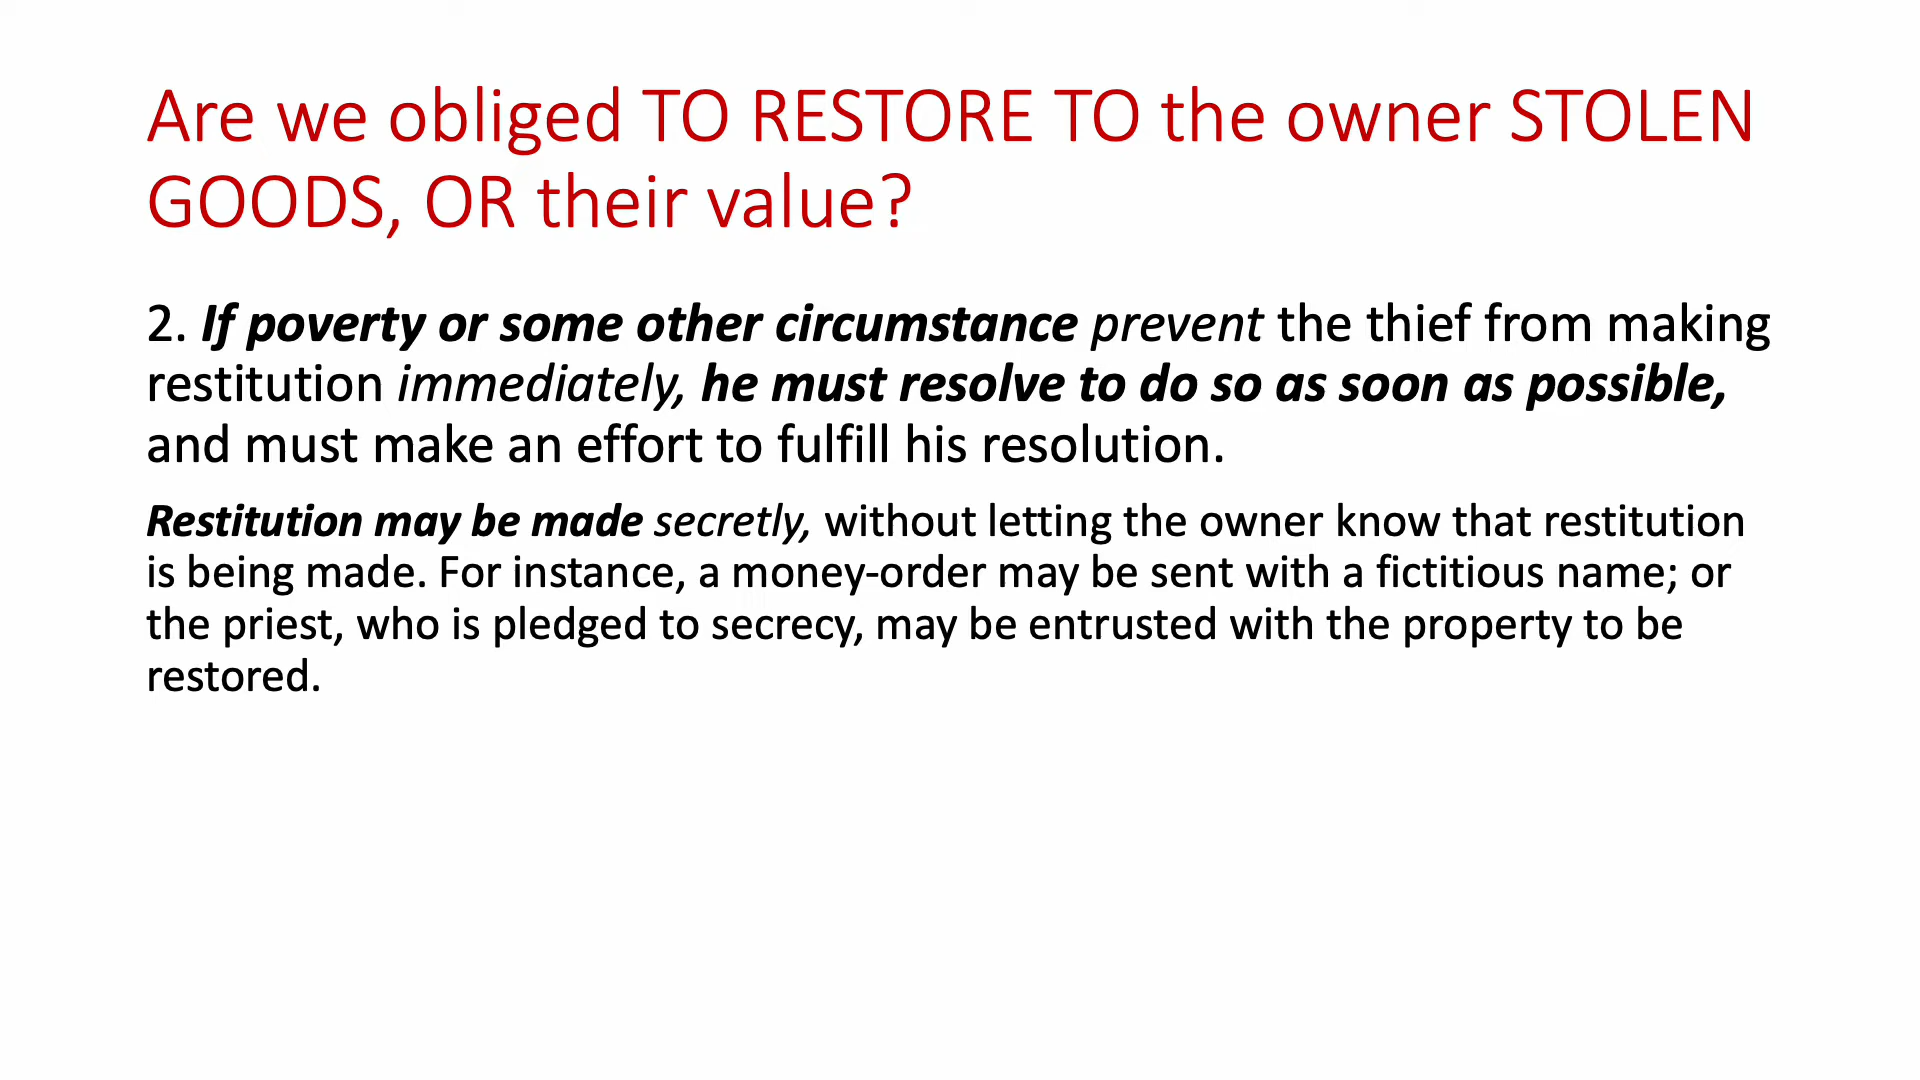 Are we obliged TO RESTORE TO the owner STOLEN
GOODS, OR their value?
2. If poverty or some other circumstance prevent the thief from making
restitution immediately, he must resolve to do so as soon as possible,
and must make an effort to fulfill his resolution.
Restitution may be made secretly, without letting the owner know that restitution
is being made. For instance, a money-order may be sent with a fictitious name; or
the priest, who is pledged to secrecy, may be entrusted with the property to be
restored.